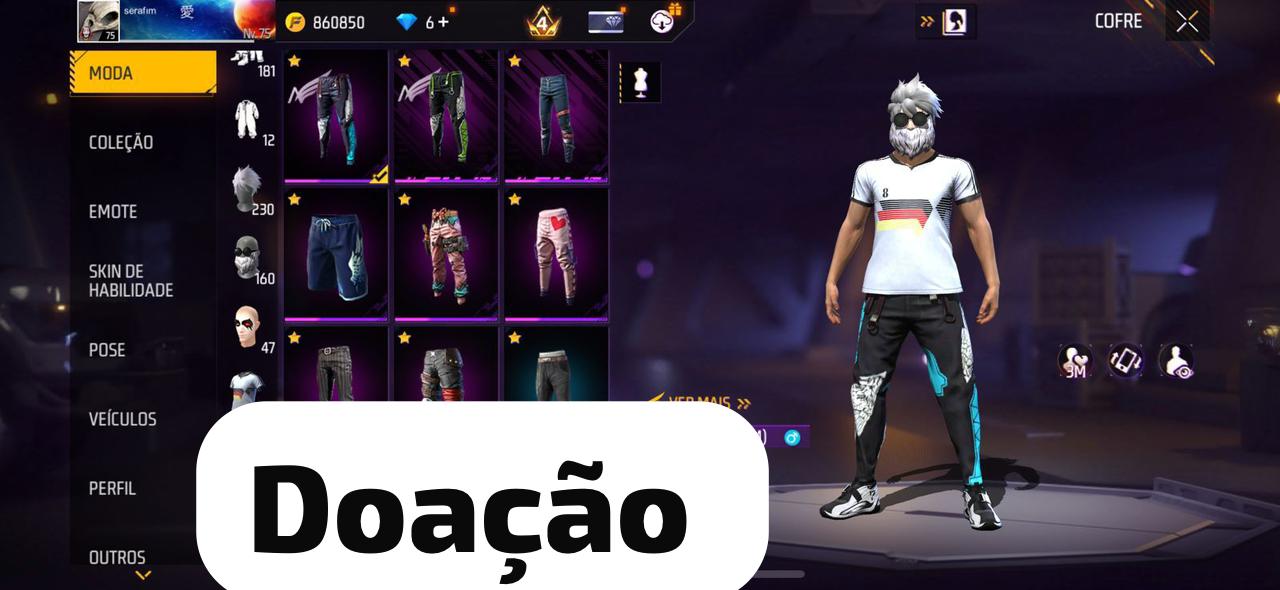 serafim
愛
75
Nv. 75
860850
6 +
4
COFRE
MODA
COLEÇÃO
EMOTE
SKIN DE
HABILIDADE
POSE
VEÍCULOS
PERFIL
OUTROS
181
12
230
160
47
8
3M
VER MAIS
Doação